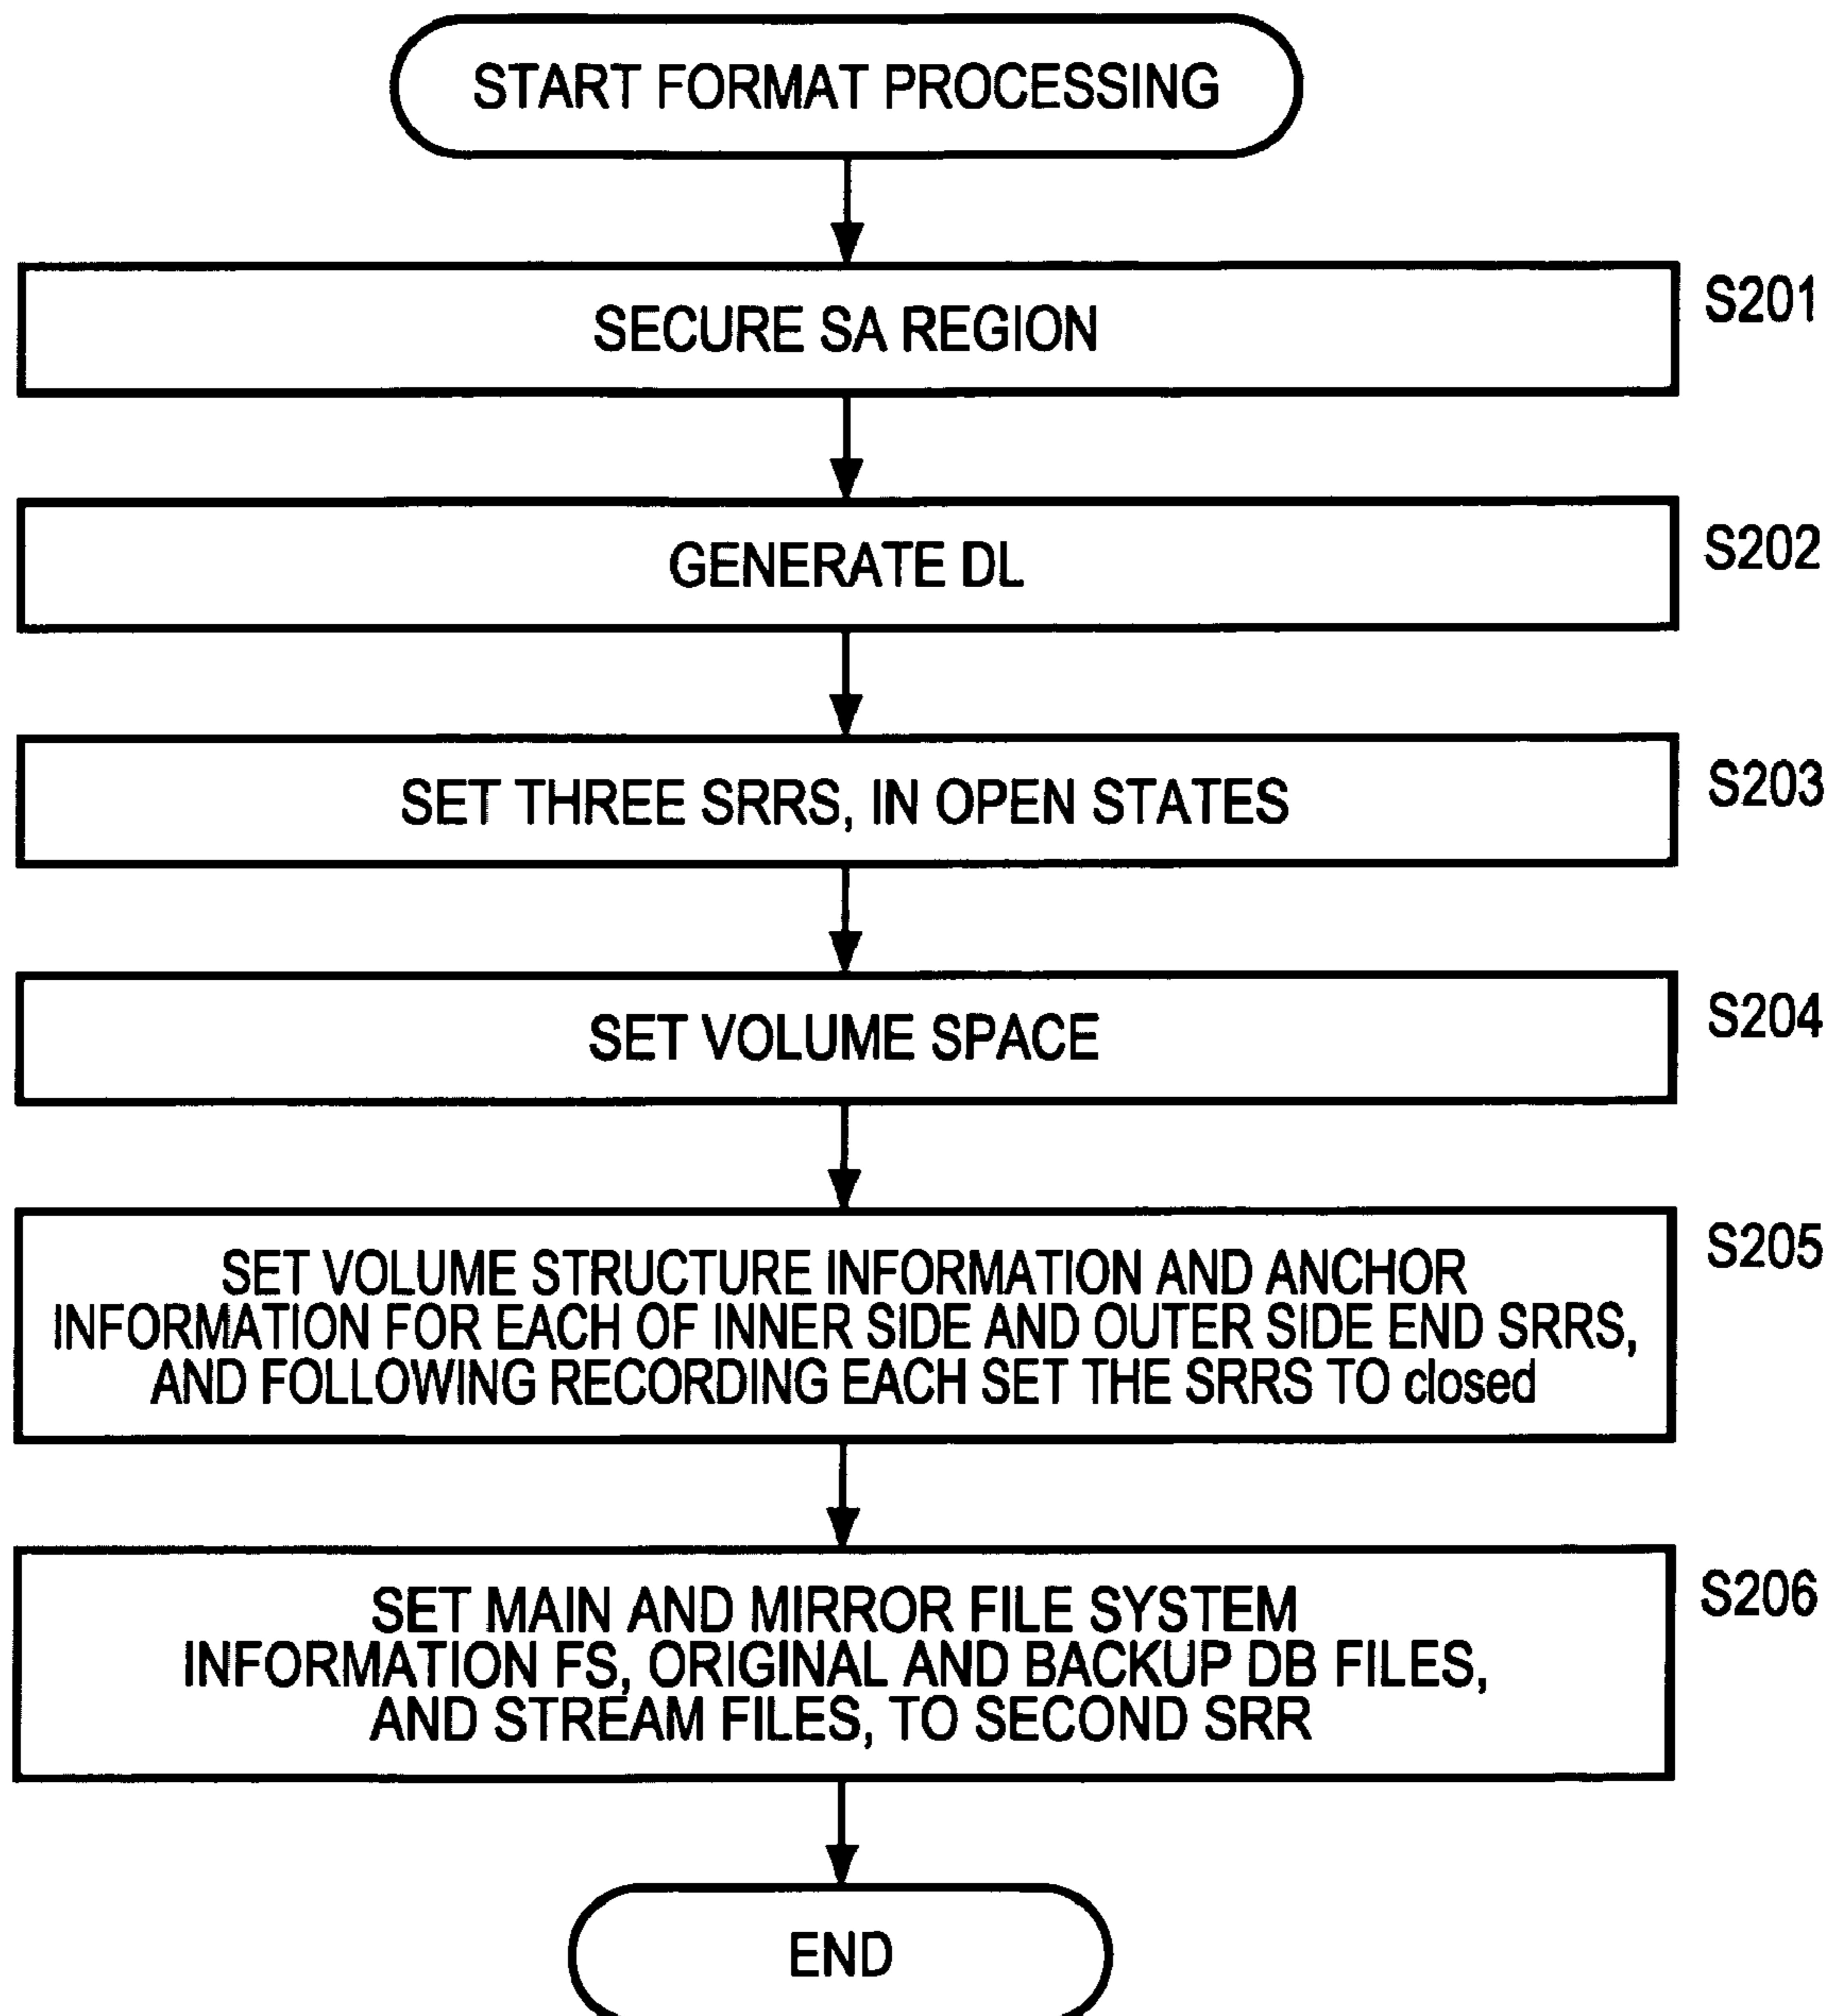 START FORMAT PROCESSING
SECURE SA REGION
S201
GENERATE DL
S202
SET THREE SRRS, IN OPEN STATES
S203
SET VOLUME SPACE
S204
SET VOLUME STRUCTURE INFORMATION AND ANCHOR
INFORMATION FOR EACH OF INNER SIDE AND OUTER SIDE END SRRS,
AND FOLLOWING RECORDING EACH SET THE SRRS TO closed
S205
SET MAIN AND MIRROR FILE SYSTEM
INFORMATION FS, ORIGINAL AND BACKUP DB FILES,
AND STREAM FILES, TO SECOND SRR
S206
END